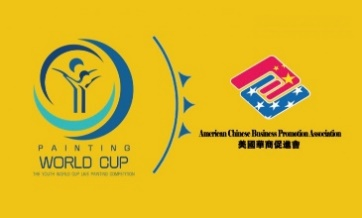 PAINTING
WORLD CUP
American Chinese Business Promotion Association
美國華商促進會